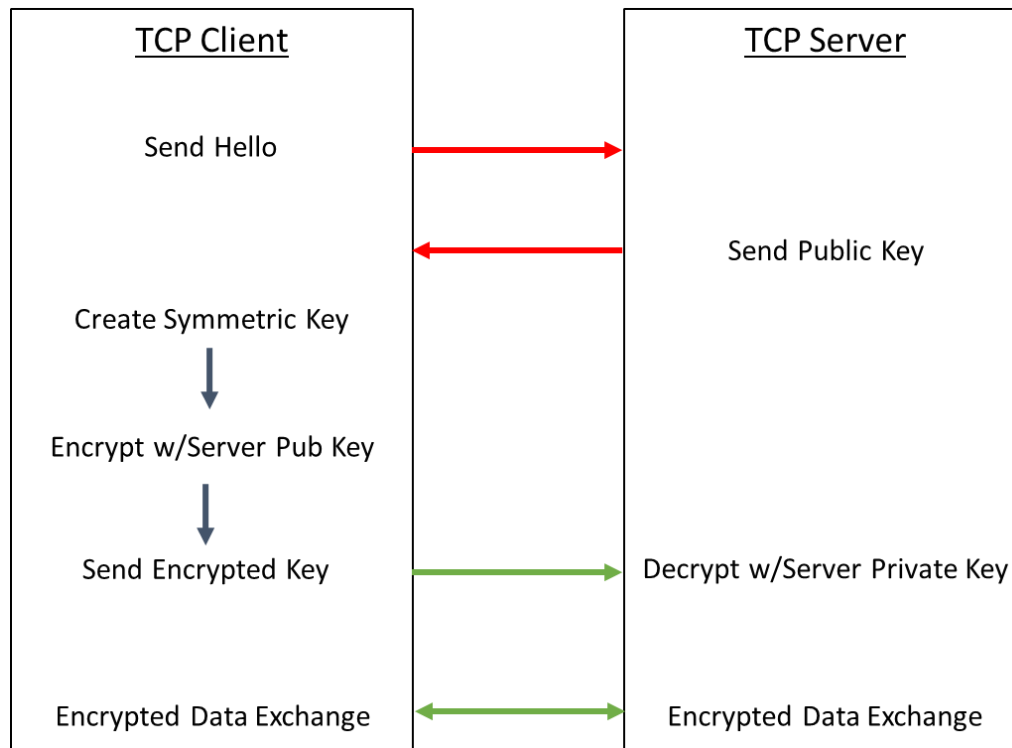 TCP Client
TCP Server
Send Hello
Send Public Key
Create Symmetric Key
Encrypt w/Server Pub Key
Send Encrypted Key
Decrypt w/Server Private Key
Encrypted Data Exchange
Encrypted Data Exchange